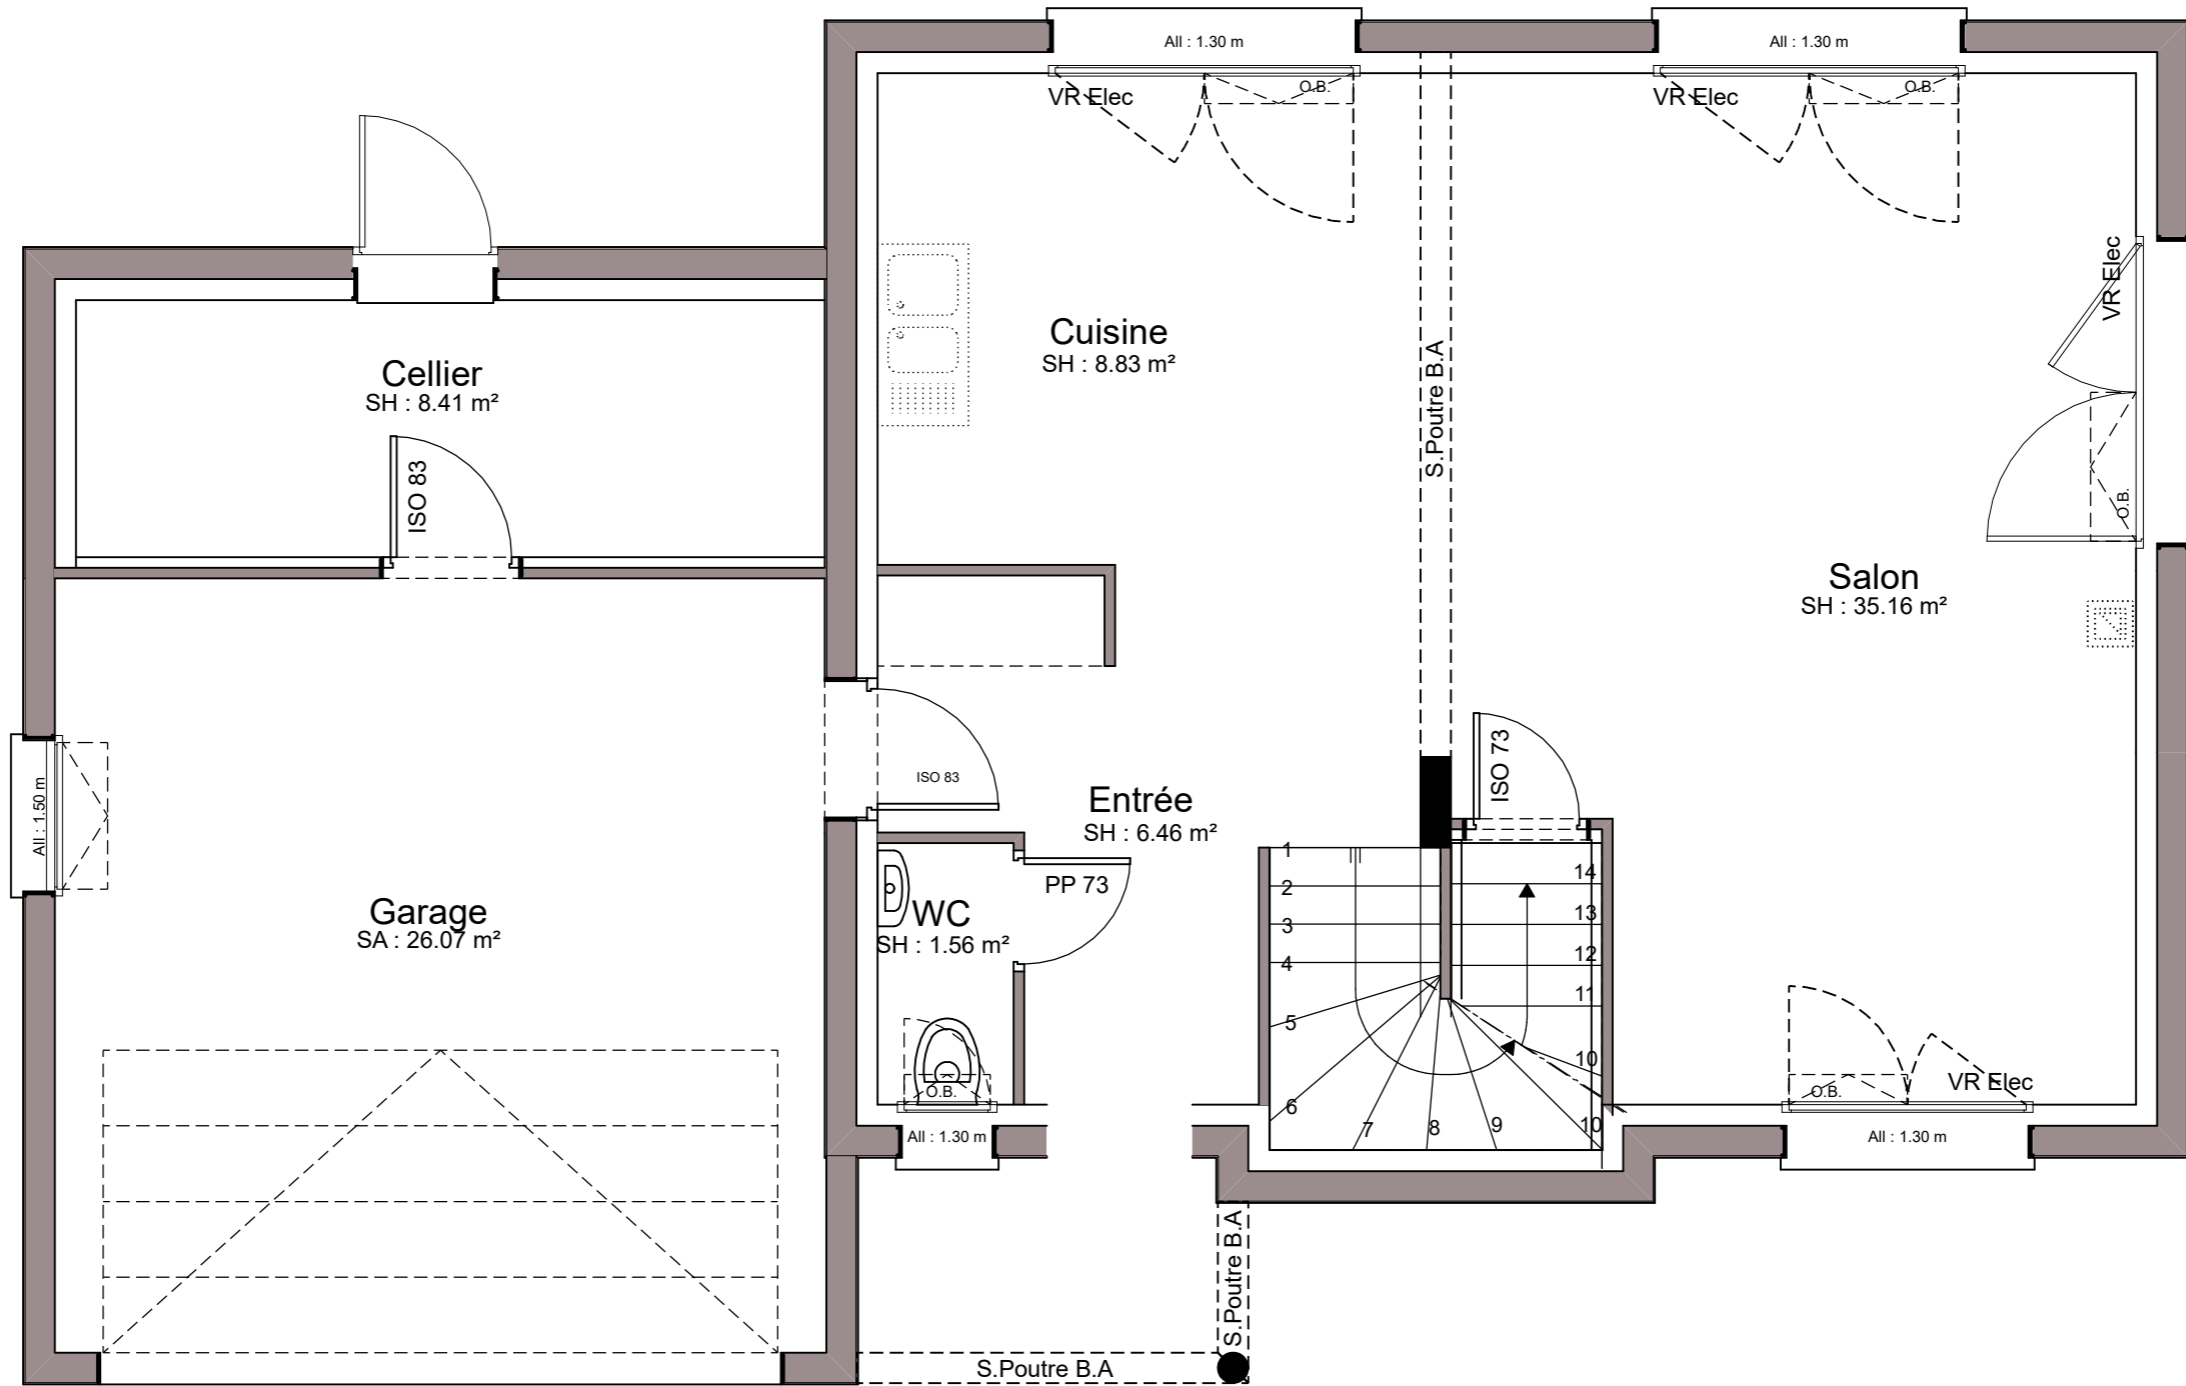 All : 1.30 m
All : 1.30 m
VR Elec
O.B.
VR Elec
O.B.
VR Elec
Cuisine
SH : 8.83 m²
S.Poutre B.A
Cellier
SH : 8.41 m²
ISO 83
O.B.
Salon
SH : 35.16 m²
ISO 73
ISO 83
Entrée
SH : 6.46 m²
All : 1.50 m
PP 73
Garage
SA : 26.07 m²
WC
SH : 1.56 m²
1
2
3
4
5
6
7
8
9
10
10
11
12
13
14
O.B.
All : 1.30 m
O.B.
VR Elec
All : 1.30 m
S.Poutre B.A
S.Poutre B.A